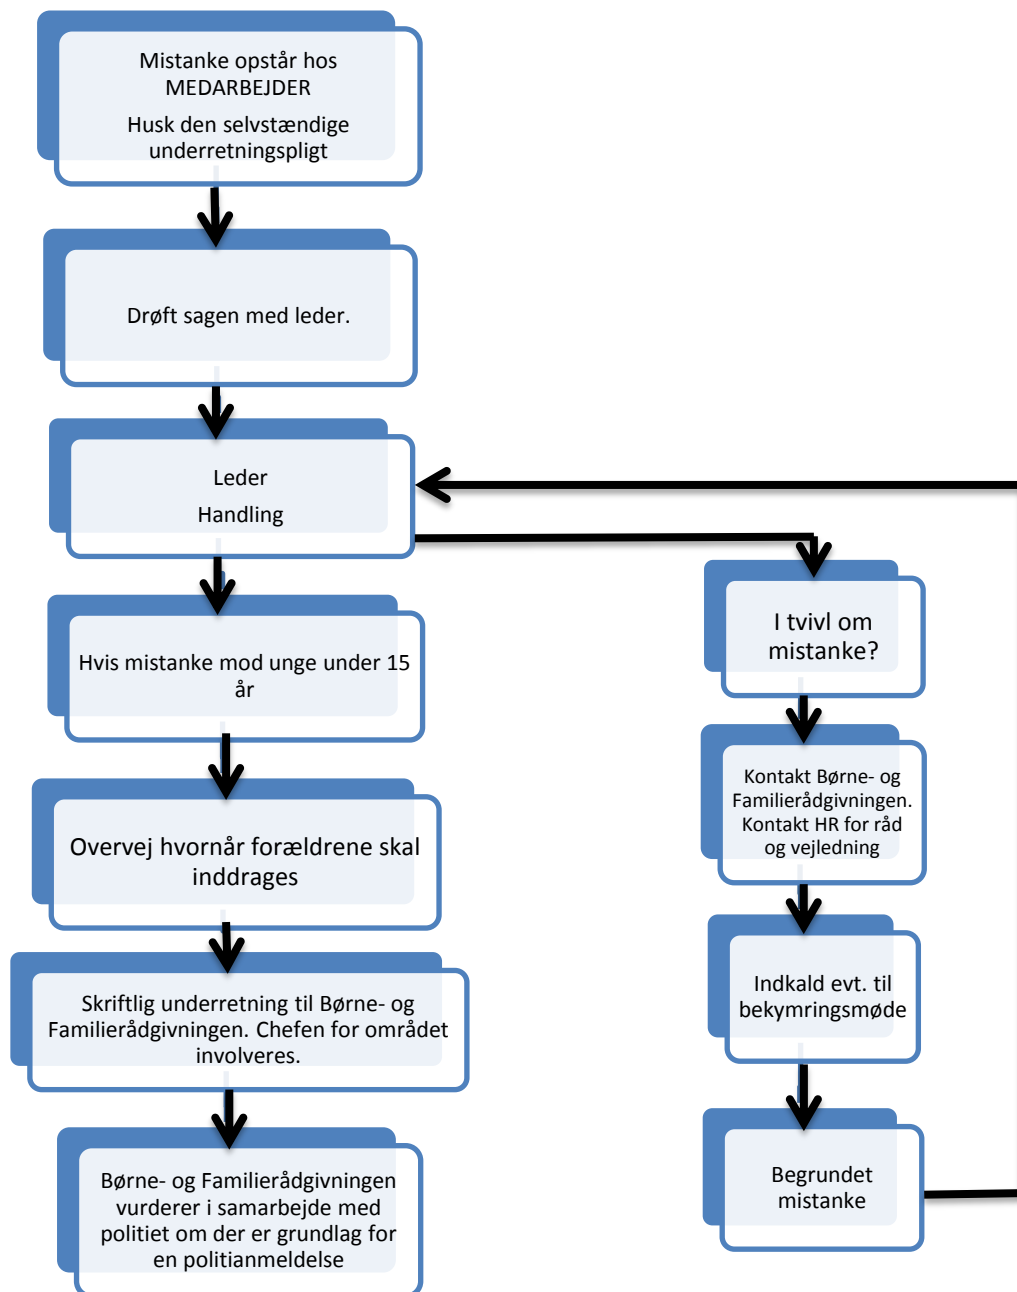 Mistanke opstår hos
MEDARBEJDER
Husk den selvstændige
underretningspligt
Drøft sagen med leder.
Leder
Handling
Hvis mistanke mod unge under 15
år
Overvej hvornår forældrene skal
inddrages
Skriftlig underretning til Børne- og
Familierådgivningen. Chefen for området
involveres.
Børne- og Familierådgivningen
vurderer i samarbejde med
politiet om der er grundlag for
en politianmeldelse
I tvivl om
mistanke?
Kontakt Børne- og
Familierådgivningen.
Kontakt HR for råd
og vejledning
Indkald evt. til
bekymringsmøde
Begrundet
mistanke